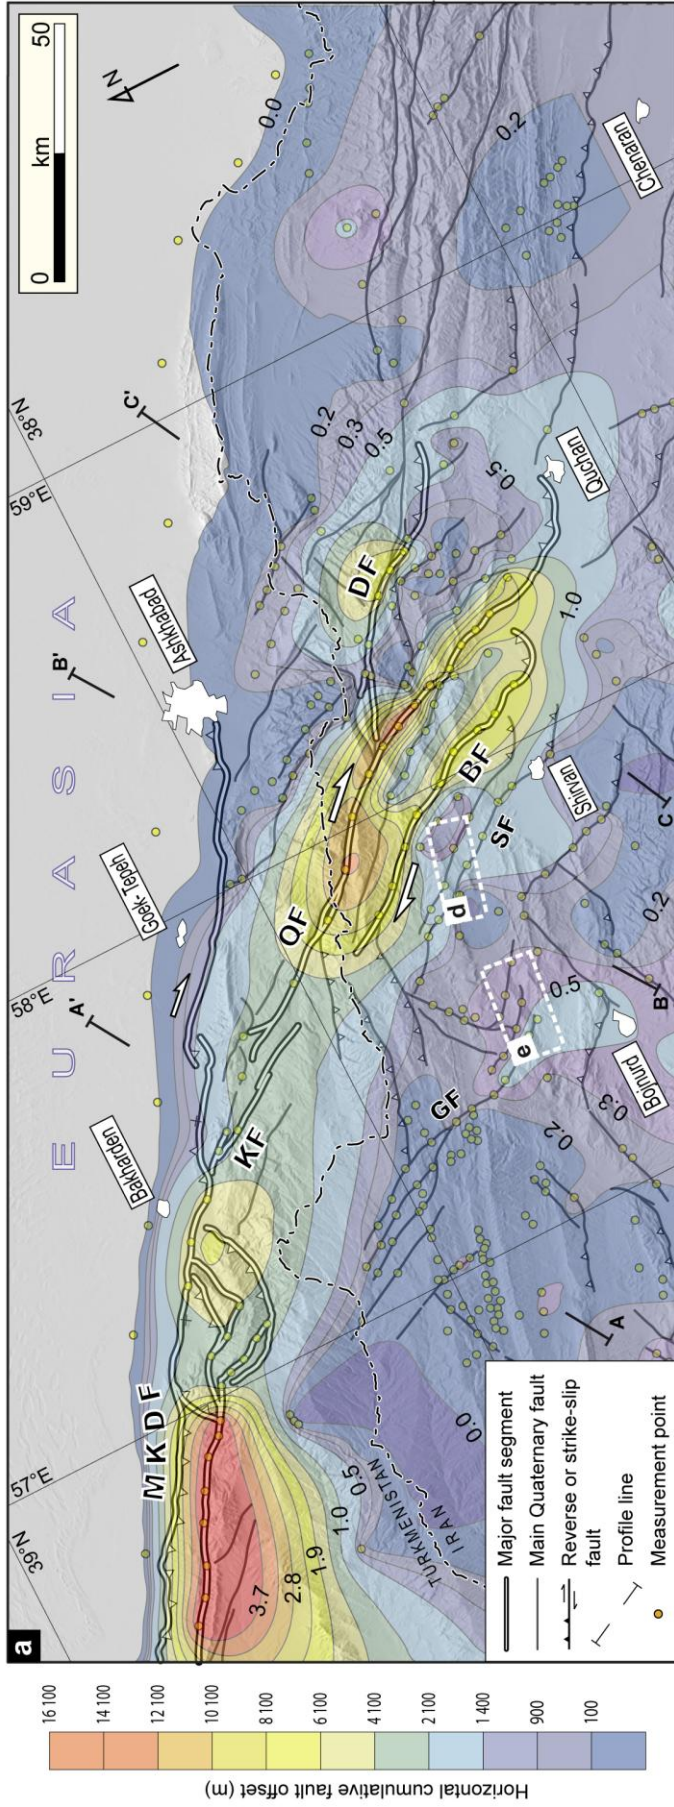 a
EURASIA
0 km 50
N
39°N
57°E
58°E
59°E
38°N
A'
B'
C'
Bakharden
Goek-Tepeh
Ashkhabad
MKDF
KF
QF
DF
BF
SF
GF
d
e
Shirvan
Bojnurd
Quchan
Chenaran
TURKMENISTAN
IRAN
A
B
C
3.7
2.8
1.9
1.0
0.5
0.0
0.2
0.3
0.5
0.2
0.2
0.3
0.5
0.5
1.0
0.0
0.2
Major fault segment
Main Quaternary fault
Reverse or strike-slip
fault
Profile line
Measurement point
Horizontal cumulative fault offset (m)
16 100
12 100
10 100
8 100
6 100
4 100
2 100
1 400
900
100